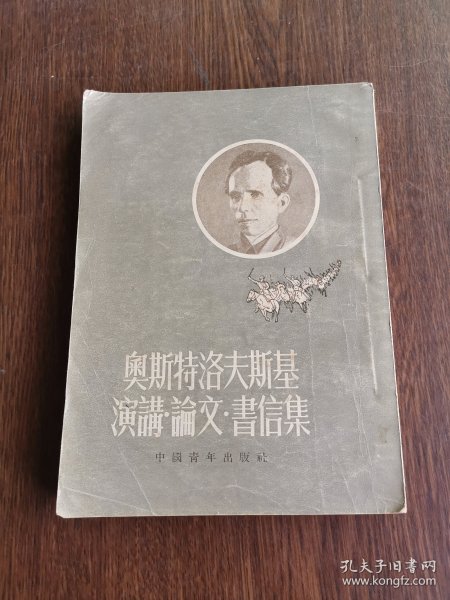 奧斯特洛夫斯基
演講·論文·書信集
中國青年出版社
孔夫子旧书网
www.kongfz.com